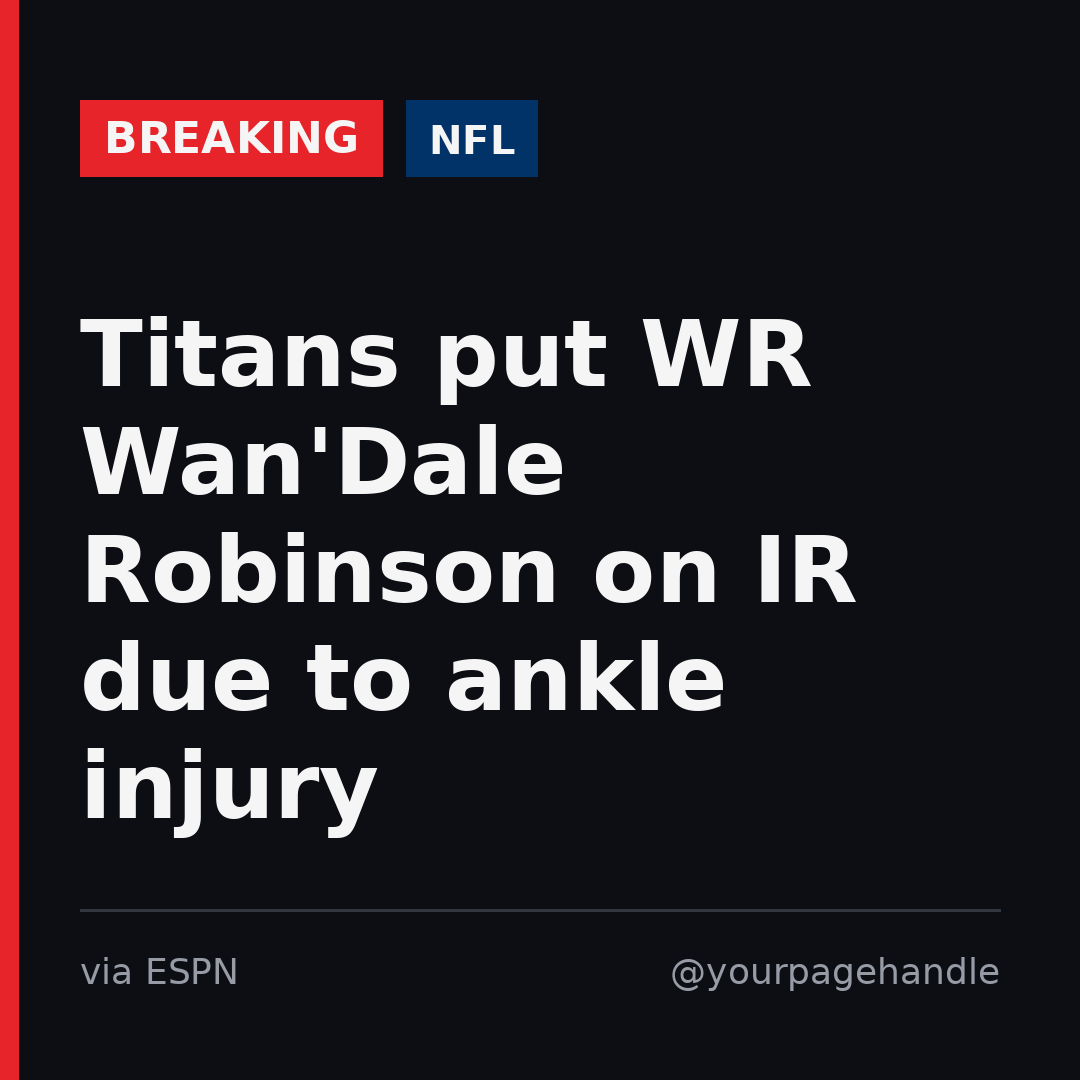 BREAKING NFL
Titans put WR
Wan'Dale
Robinson on IR
due to ankle
injury
via ESPN @yourpagehandle